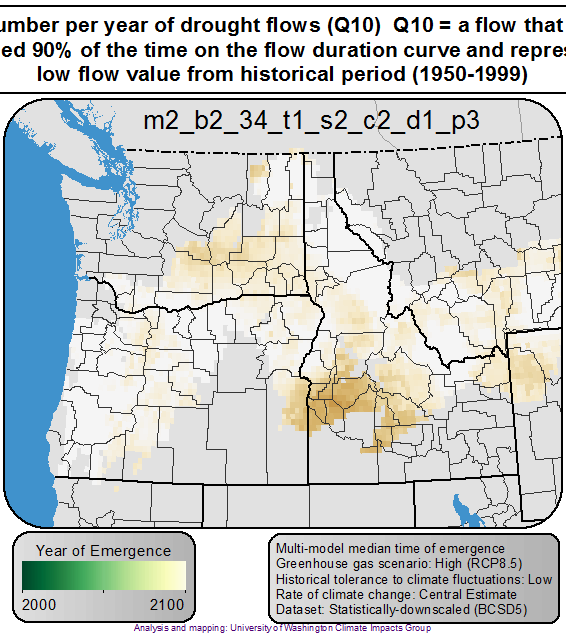 umber per year of drought flows (Q10)  Q10 = a flow that
ed 90% of the time on the flow duration curve and repres
low flow value from historical period (1950-1999)
m2_b2_34_t1_s2_c2_d1_p3
Year of Emergence
2000 2100
Multi-model median time of emergence
Greenhouse gas scenario: High (RCP8.5)
Historical tolerance to climate fluctuations: Low
Rate of climate change: Central Estimate
Dataset: Statistically-downscaled (BCSD5)
Analysis and mapping: University of Washington Climate Impacts Group